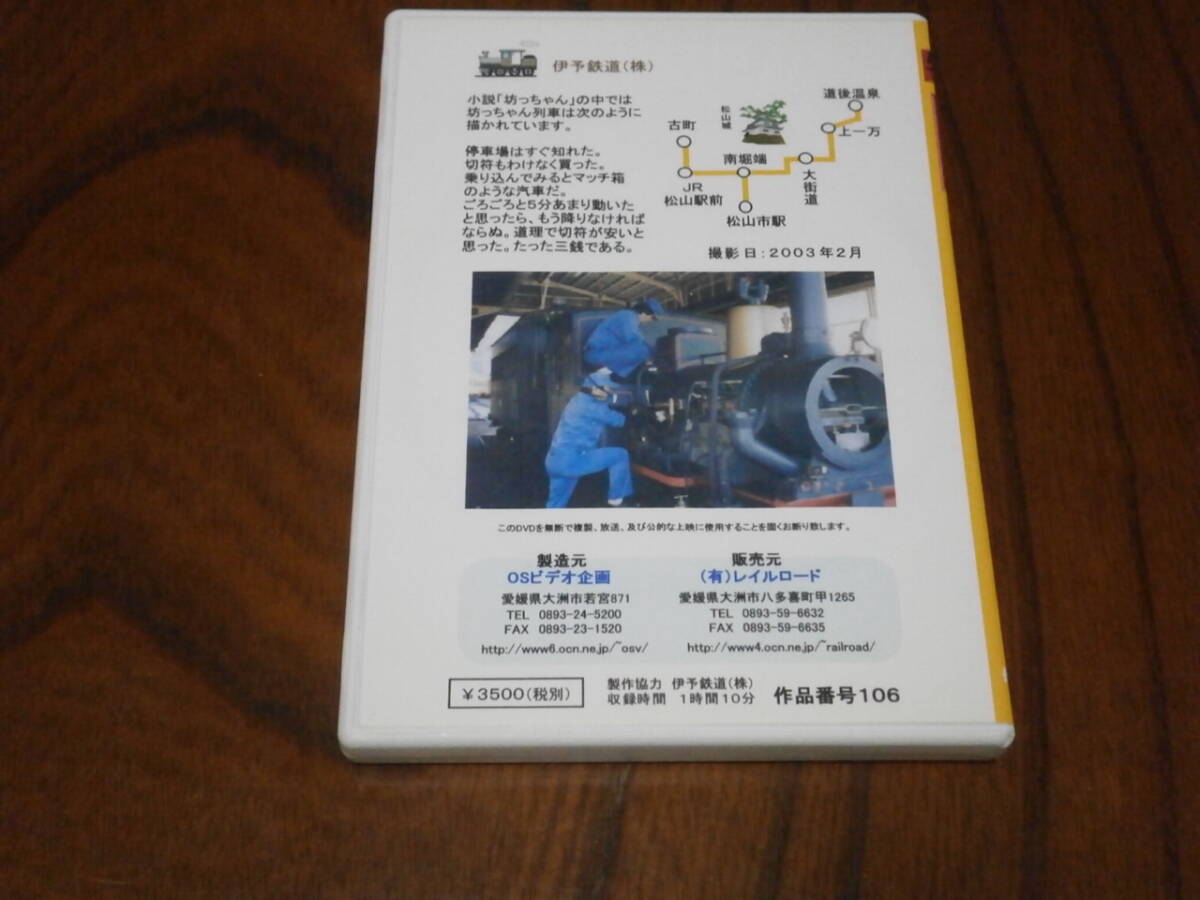 伊予鉄道(株)
小説「坊っちゃん」の中では
坊っちゃん列車は次のように
描かれています。
停車場はすぐ知れた。
切符もわけなく買った。
乗り込んでみるとマッチ箱
のような汽車だ。
ごろごろと5分あまり動いた
と思ったら、もう降りなければ
ならぬ。道理で切符が安いと
思った。たった三銭である。
道後温泉
松山城
上一万
古町
南堀端
大街道
JR
松山駅前
松山市駅
撮影日:2003年2月
このDVDを無断で複製、放送、及び公的な上映に使用することを固くお断り致します。
製造元
OSビデオ企画
愛媛県大洲市若宮871
TEL 0893-24-5200
FAX 0893-23-1520
http://www6.ocn.ne.jp/~osv/
販売元
(有)レイルロード
愛媛県大洲市八多喜町甲1265
TEL 0893-59-6632
FAX 0893-59-6635
http://www4.ocn.ne.jp/~railroad/
¥3500(税別)
製作協力 伊予鉄道(株)
収録時間 1時間10分
作品番号106